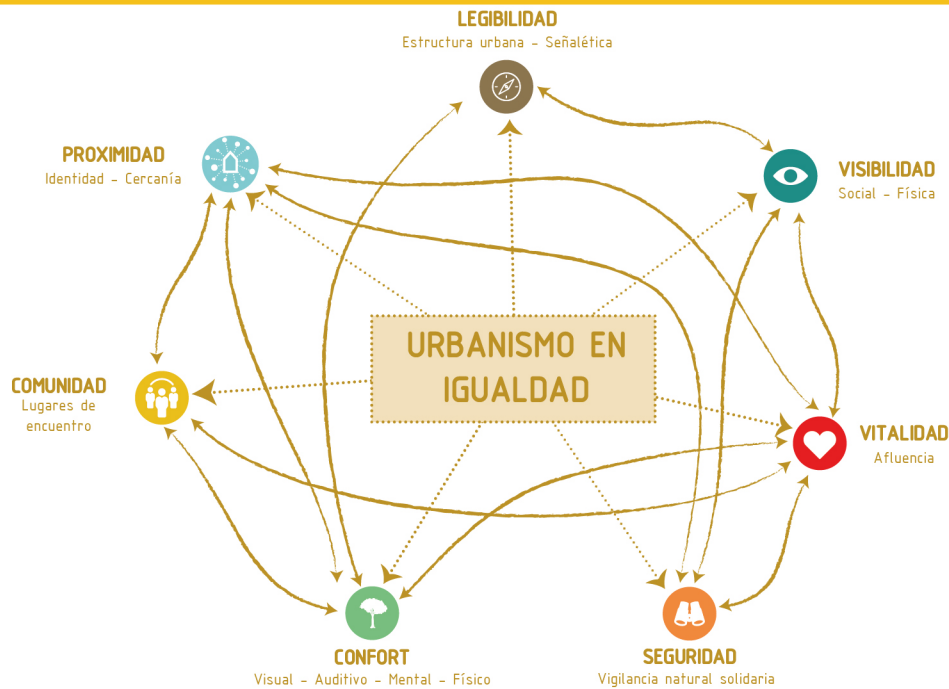 LEGIBILIDAD
Estructura urbana - Señalética
PROXIMIDAD
Identidad - Cercanía
VISIBILIDAD
Social - Física
URBANISMO EN
IGUALDAD
COMUNIDAD
Lugares de
encuentro
VITALIDAD
Afluencia
CONFORT
Visual - Auditivo - Mental - Físico
SEGURIDAD
Vigilancia natural solidaria